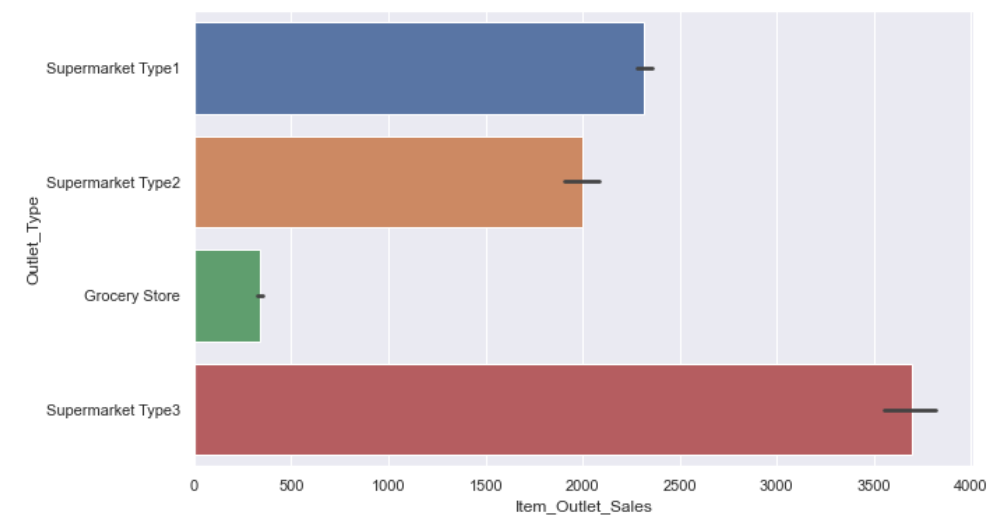 Supermarket Type1
Supermarket Type2
Grocery Store
Supermarket Type3
Outlet_Type
0 500 1000 1500 2000 2500 3000 3500 4000
Item_Outlet_Sales